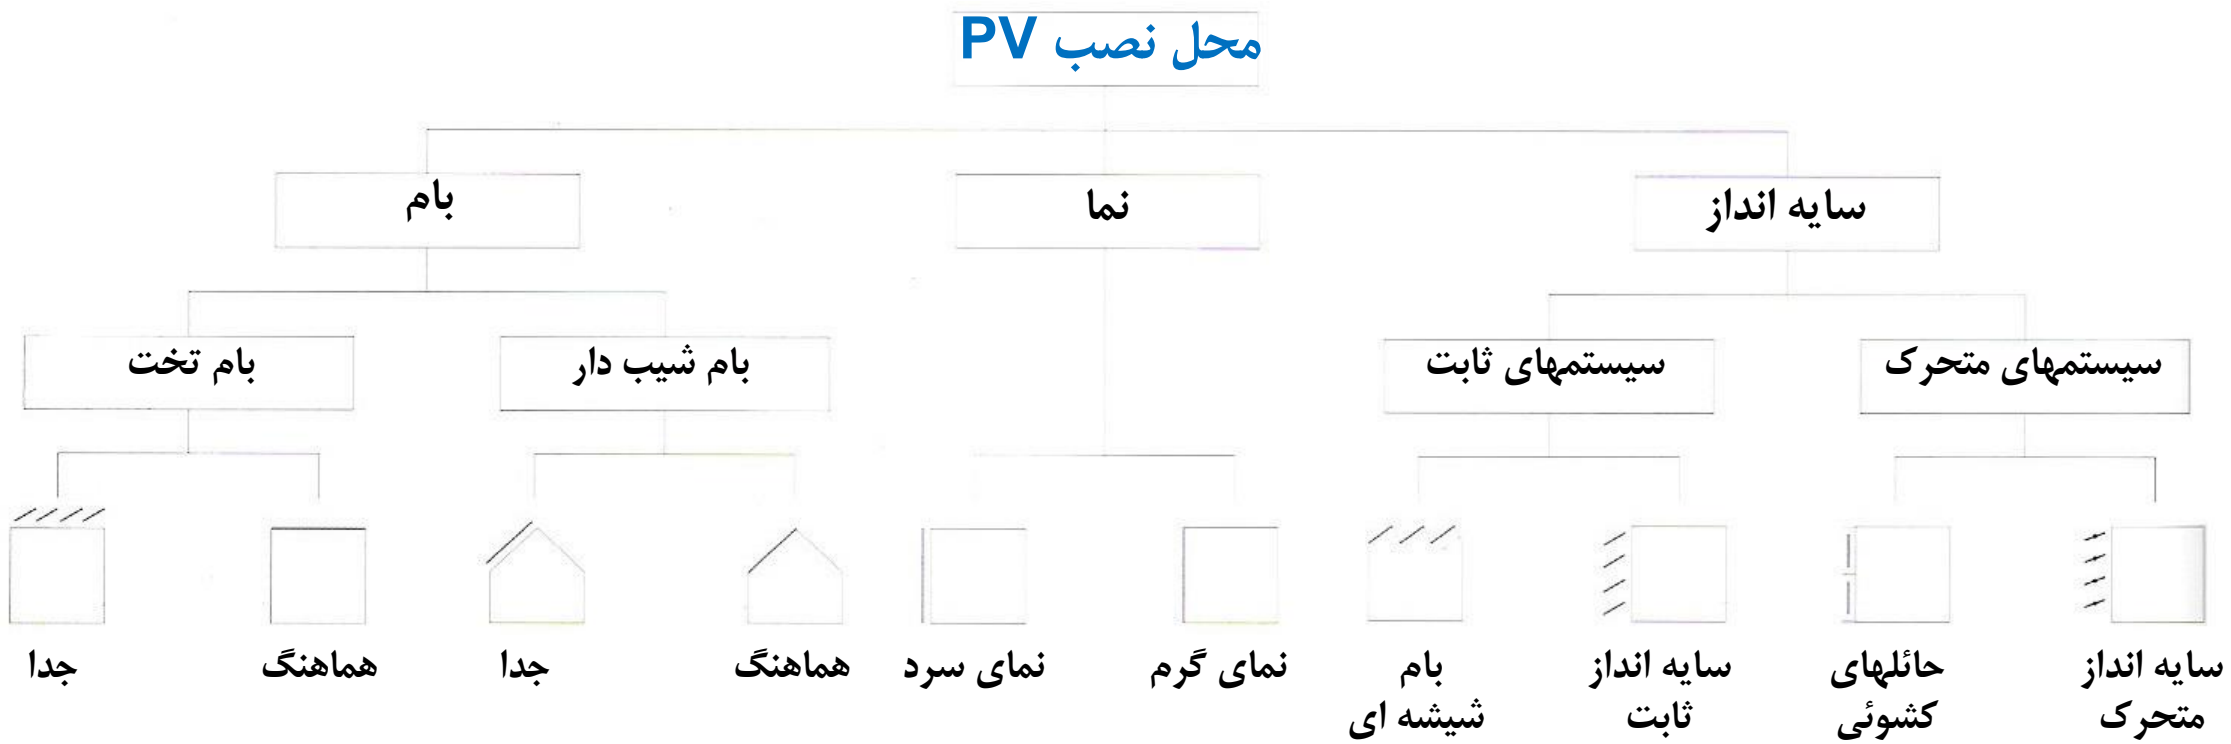 محل نصب PV
سایه انداز
نما
بام
سیستمهای متحرک
سیستمهای ثابت
بام شیب دار
بام تخت
سایه انداز
متحرک
حائلهای
کشوئی
سایه انداز
ثابت
بام
شیشه ای
نمای گرم
نمای سرد
هماهنگ
جدا
هماهنگ
جدا